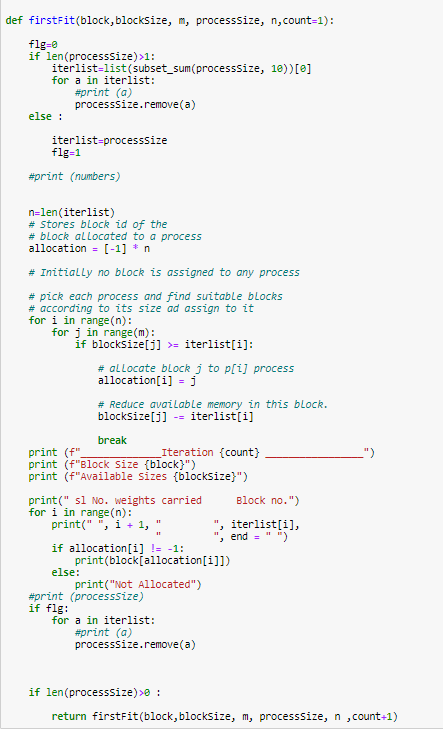 def firstFit(block,blockSize, m, processSize, n,count=1):
    flg=0
    if len(processSize)>1:
        iterlist=list(subset_sum(processSize, 10))[0]
        for a in iterlist:
            #print (a)
            processSize.remove(a)
    else :
        iterlist=processSize
        flg=1
    #print (numbers)
    n=len(iterlist)
    # Stores block id of the
    # block allocated to a process
    allocation = [-1] * n
    # Initially no block is assigned to any process
    # pick each process and find suitable blocks
    # according to its size ad assign to it
    for i in range(n):
        for j in range(m):
            if blockSize[j] >= iterlist[i]:
                # allocate block j to p[i] process
                allocation[i] = j
                # Reduce available memory in this block.
                blockSize[j] -= iterlist[i]
                break
    print (f"____________Iteration {count} ______________")
    print (f"Block Size {block}")
    print (f"Available Sizes {blockSize}")
    print(" sl No. weights carried      Block no.")
    for i in range(n):
        print(" ", i + 1, "         ", iterlist[i],
                          "         ", end = " ")
        if allocation[i] != -1:
            print(block[allocation[i]])
        else:
            print("Not Allocated")
    #print (processSize)
    if flg:
        for a in iterlist:
            #print (a)
            processSize.remove(a)
    if len(processSize)>0 :
        return firstFit(block,blockSize, m, processSize, n ,count+1)